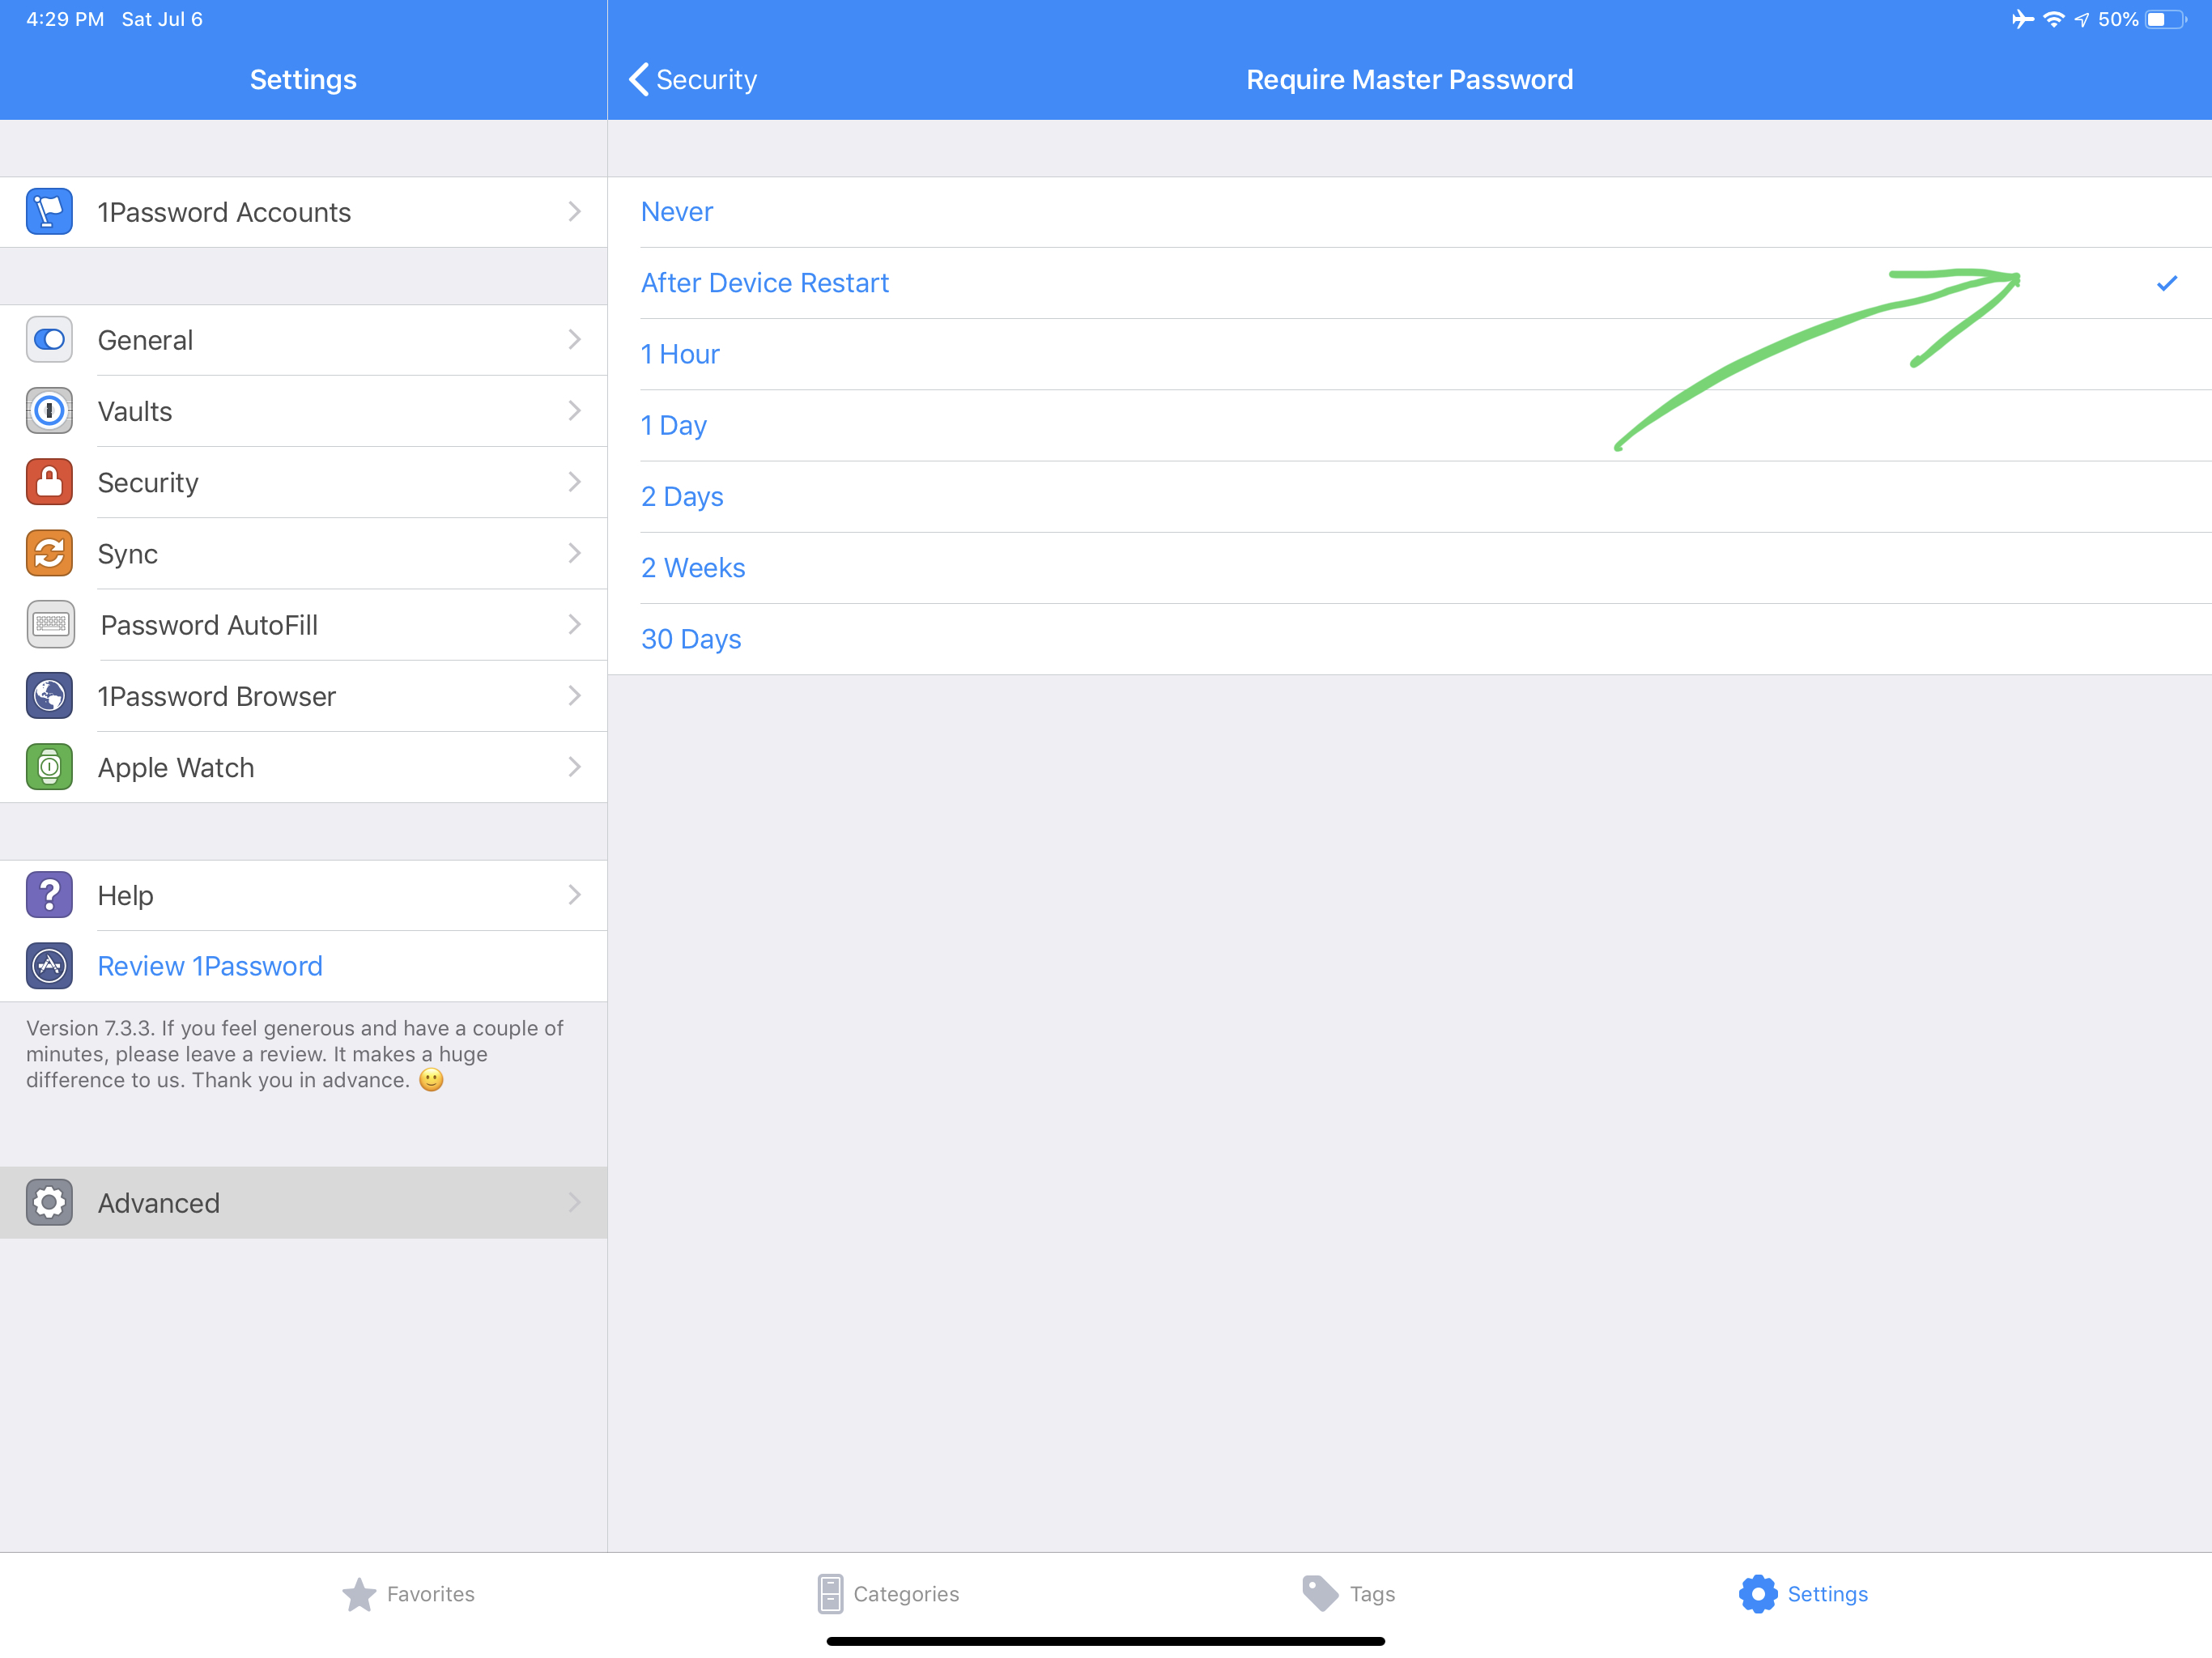 4:29 PM Sat Jul 6
50%
Settings
Security
Require Master Password
1Password Accounts
General
Vaults
Security
Sync
Password AutoFill
1Password Browser
Apple Watch
Help
Review 1Password
Version 7.3.3. If you feel generous and have a couple of
minutes, please leave a review. It makes a huge
difference to us. Thank you in advance. 🙂
Advanced
Never
After Device Restart
1 Hour
1 Day
2 Days
2 Weeks
30 Days
Favorites
Categories
Tags
Settings